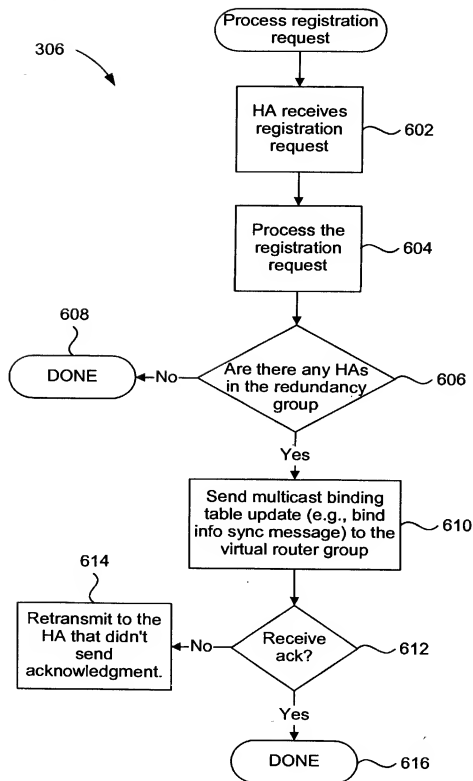 Process registration
request
306
HA receives
registration
request
602
Process the
registration
request
604
608
DONE
No
Are there any HAs
in the redundancy
group
606
Yes
Send multicast binding
table update (e.g., bind
info sync message) to the
virtual router group
610
614
Retransmit to the
HA that didn't
send
acknowledgment.
No
Receive
ack?
612
Yes
DONE
616